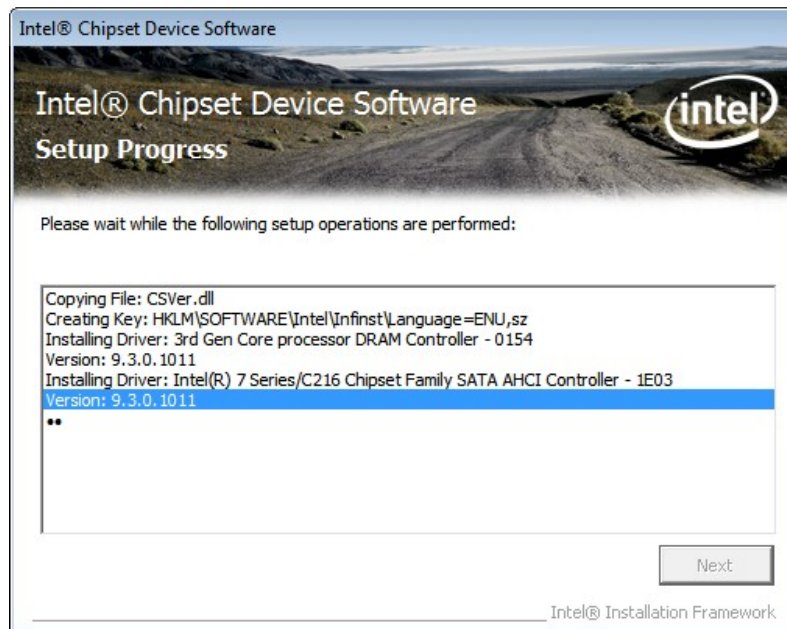 Intel® Chipset Device Software
Intel® Chipset Device Software
intel
Setup Progress
Please wait while the following setup operations are performed:
Copying File: CSVer.dll
Creating Key: HKLM\SOFTWARE\Intel\Infinst\Language=ENU,sz
Installing Driver: 3rd Gen Core processor DRAM Controller - 0154
Version: 9.3.0.1011
Installing Driver: Intel(R) 7 Series/C216 Chipset Family SATA AHCI Controller - 1E03
Version: 9.3.0.1011
••
Next
Intel® Installation Framework